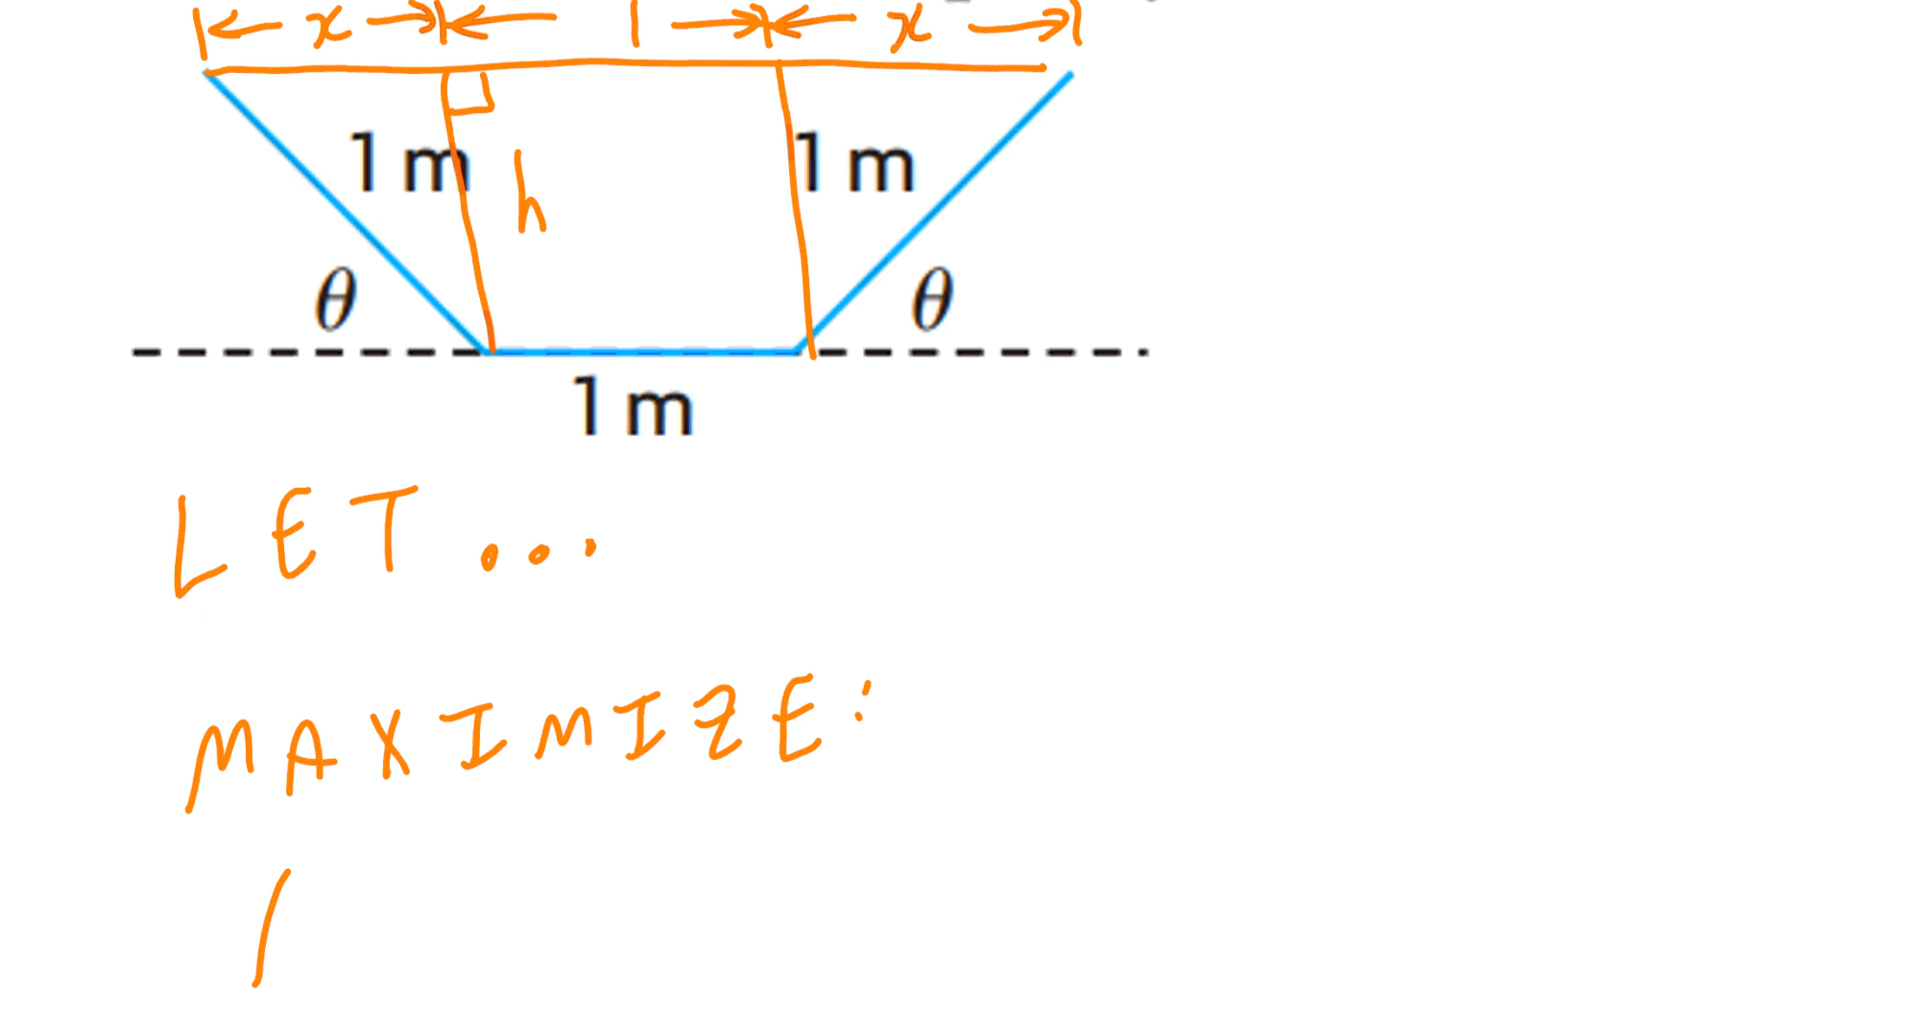 x 1 x
1 m 1 m
h
θ θ
1 m
LET...
MAXIMIZE: